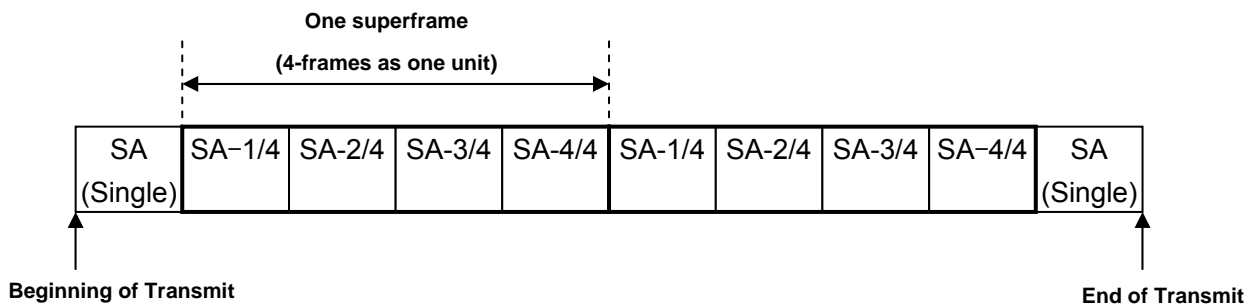 One superframe
(4-frames as one unit)
SA SA-1/4 SA-2/4 SA-3/4 SA-4/4 SA-1/4 SA-2/4 SA-3/4 SA-4/4 SA
(Single) (Single)
Beginning of Transmit
End of Transmit